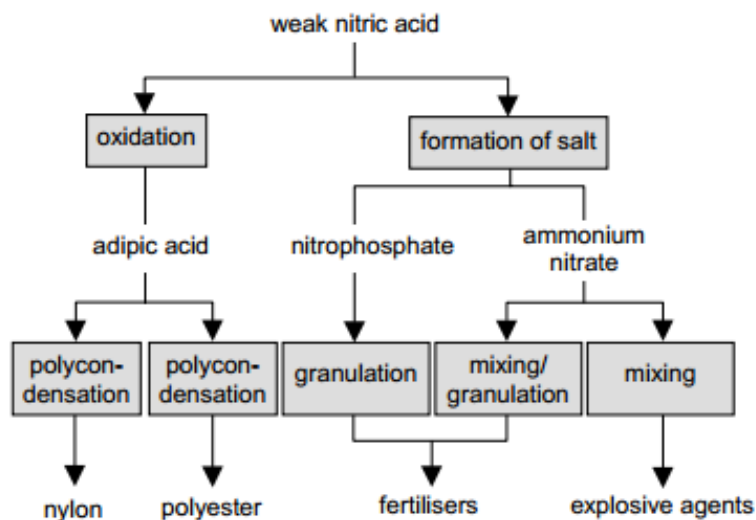 weak nitric acid
oxidation
formation of salt
adipic acid
nitrophosphate
ammonium
nitrate
polycon-
densation
polycon-
densation
granulation
mixing/
granulation
mixing
nylon
polyester
fertilisers
explosive agents